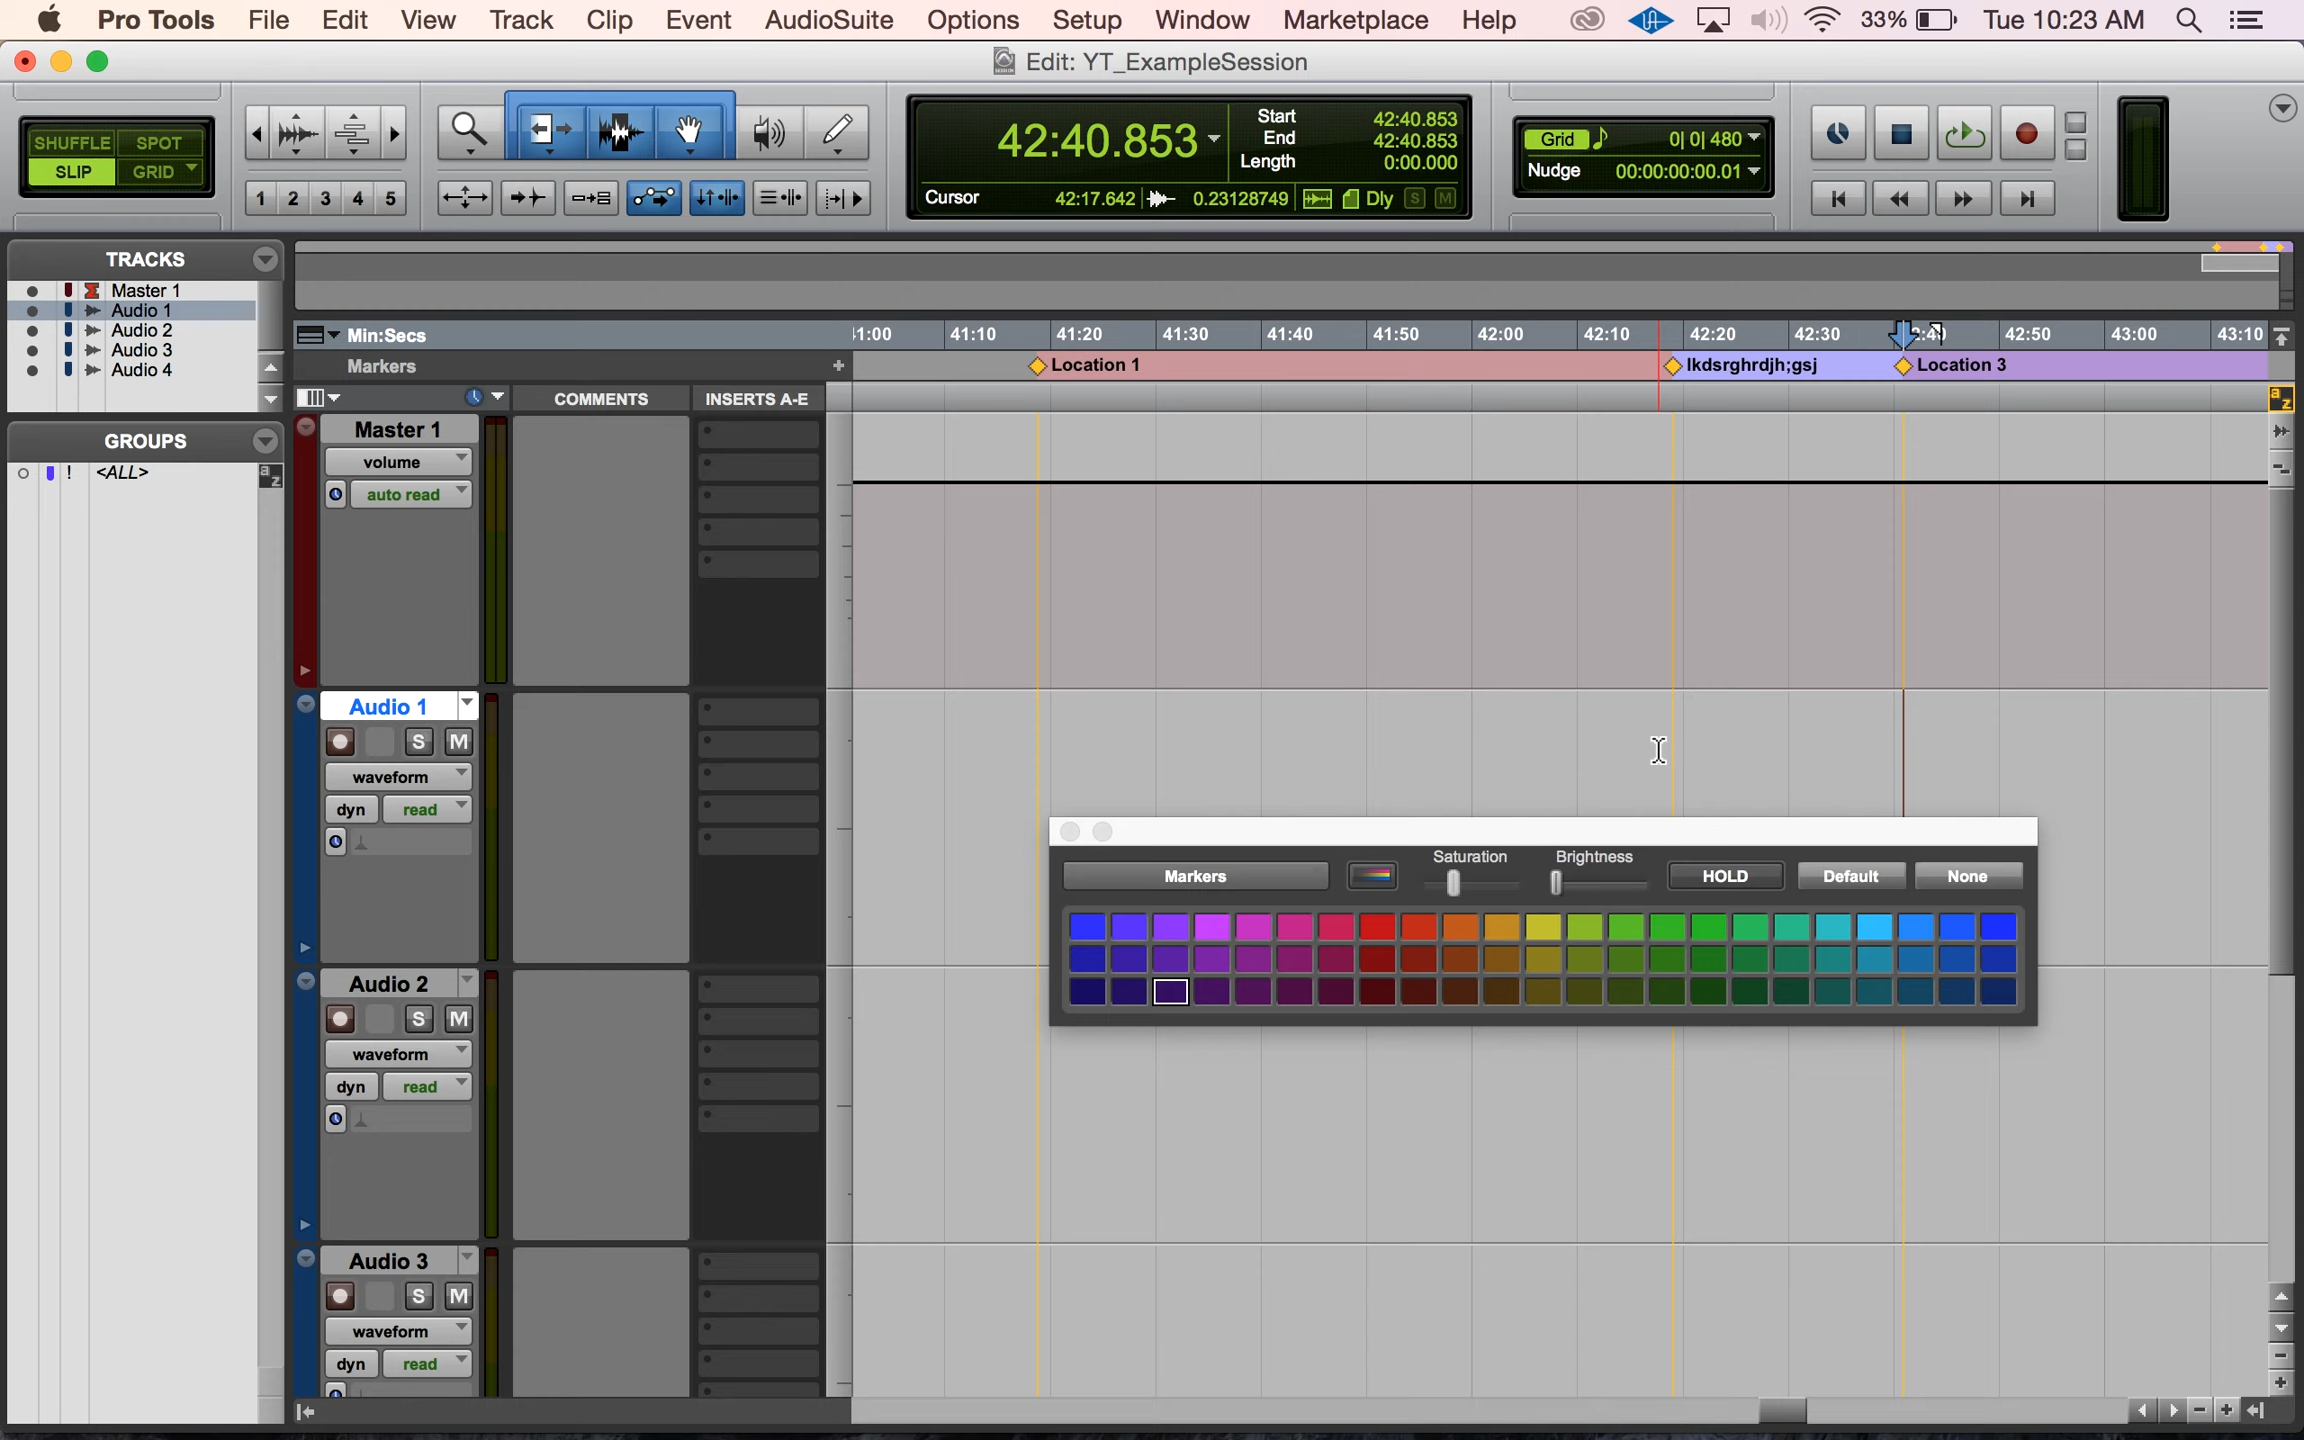 Pro Tools File Edit View Track Clip Event AudioSuite Options Setup Window Marketplace Help 33% Tue 10:23 AM
Edit: YT_ExampleSession
SHUFFLE SPOT
SLIP GRID
1 2 3 4 5
42:40.853
Start 42:40.853
End 42:40.853
Length 0:00.000
Cursor 42:17.642 0.23128749 Dly S M
Grid 0| 0| 480
Nudge 00:00:00:00.01
TRACKS
Master 1
Audio 1
Audio 2
Audio 3
Audio 4
GROUPS
! <ALL> a z
Min:Secs 41:10 41:20 41:30 41:40 41:50 42:00 42:10 42:20 42:30 42:50 43:00 43:10
Markers + Location 1 lkdsrghrdjh;gsj Location 3
COMMENTS INSERTS A-E a z
Master 1
volume
auto read
Audio 1
S M
waveform
dyn read
Audio 2
S M
waveform
dyn read
Audio 3
S M
waveform
dyn read
Markers Saturation Brightness HOLD Default None